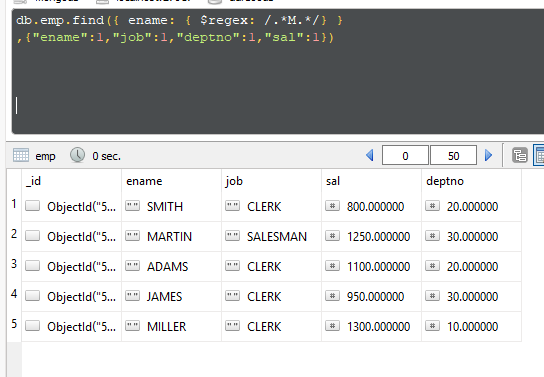 db.emp.find({ ename: { $regex: /.*M.*/} }
,{"ename":1,"job":1,"deptno":1,"sal":1})
emp 0 sec. 0 50
_id ename job sal deptno
1 ObjectId("5... "" SMITH "" CLERK # 800.000000 # 20.000000
2 ObjectId("5... "" MARTIN "" SALESMAN # 1250.000000 # 30.000000
3 ObjectId("5... "" ADAMS "" CLERK # 1100.000000 # 20.000000
4 ObjectId("5... "" JAMES "" CLERK # 950.000000 # 30.000000
5 ObjectId("5... "" MILLER "" CLERK # 1300.000000 # 10.000000